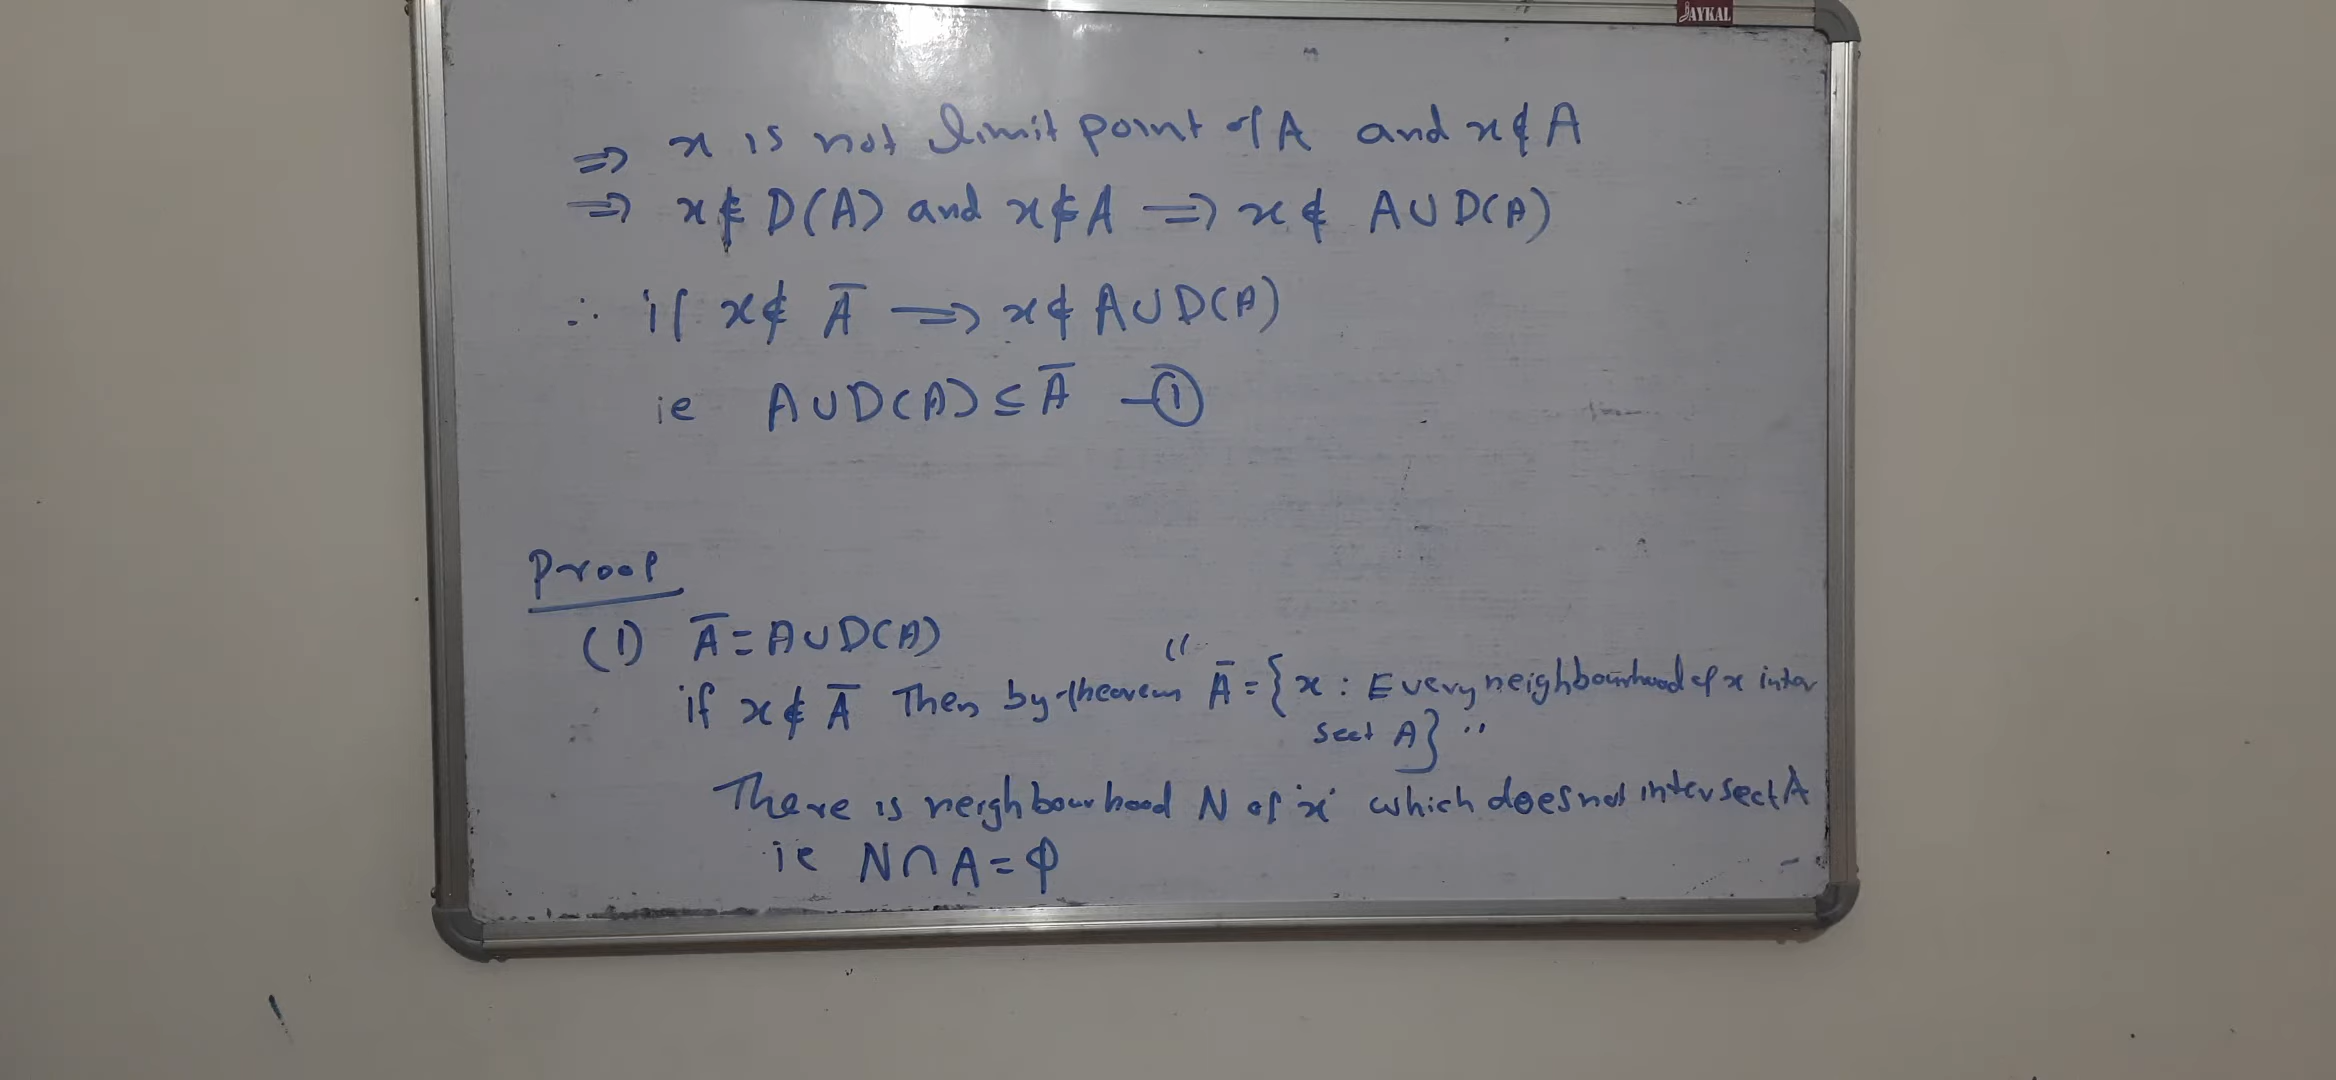 JAYKAL
⇒ x is not limit point of A and x∉A
⇒ x∉D(A) and x∉A ⇒ x∉ A∪D(A)
∴ if x∉ Ā ⇒ x∉A∪D(A)
ie A∪D(A)⊆Ā —①
Proof
(1) Ā=A∪D(A)
if x∉Ā Then by theorem "Ā={x : Every neighbourhood of x inter
sect A}"
There is neighbourhood N of 'x' which does not intersect A
ie N∩A=φ